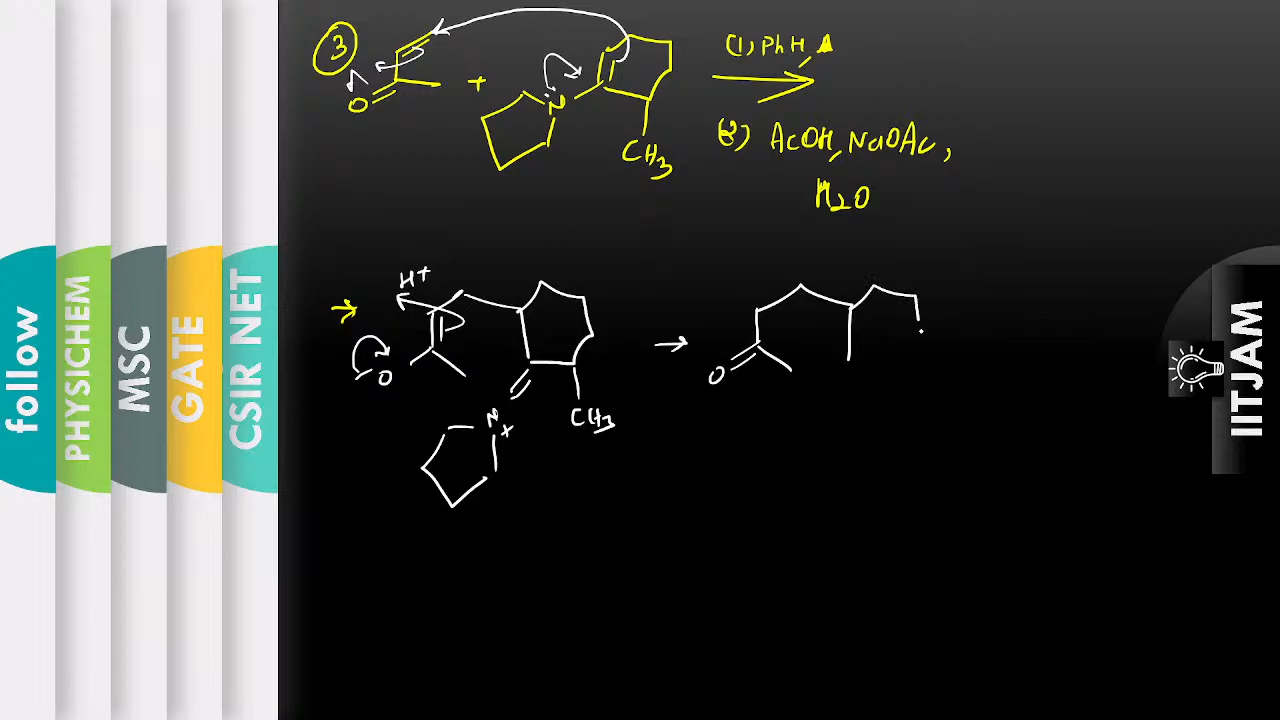 3
O
+
N
CH3
(1) PhH, Δ
(2) AcOH, NaOAc,
H2O
H+
→
O
N
+
CH3
→
O
follow
PHYSICHEM
MSC
GATE
CSIR NET
IITJAM